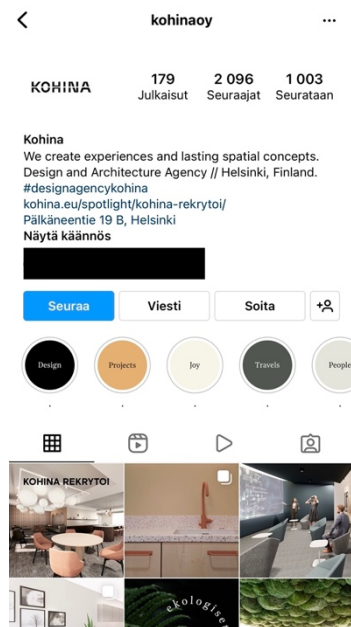 kohinaoy
KOHINA
179 2 096 1 003
Julkaisut Seuraajat Seurataan
Kohina
We create experiences and lasting spatial concepts.
Design and Architecture Agency // Helsinki, Finland.
#designagencykohina
kohina.eu/spotlight/kohina-rekrytoi/
Pälkäneentie 19 B, Helsinki
Näytä käännös
Seuraa Viesti Soita
Design Projects Joy Travels People
KOHINA REKRYTOI